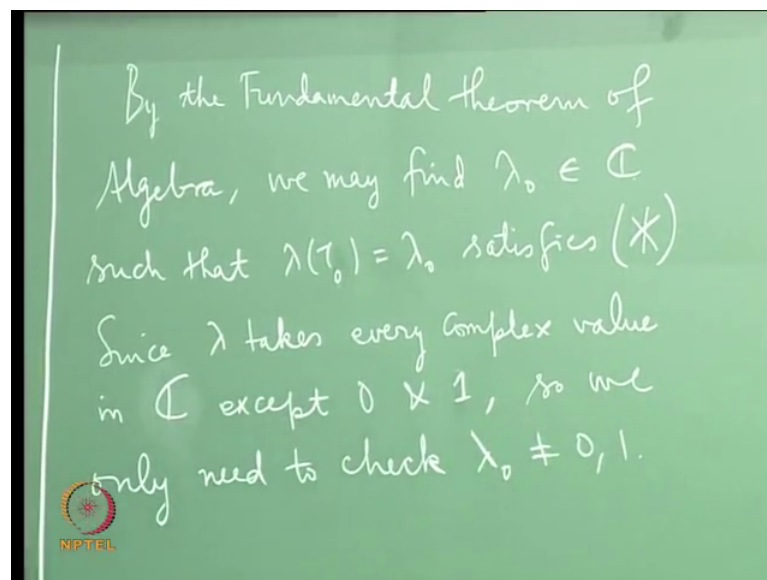 By the Fundamental theorem of
Algebra, we may find λ₀ ∈ ℂ
such that λ(τ₀) = λ₀ satisfies (*)
Since λ takes every complex value
in ℂ except 0 & 1, so we
only need to check λ₀ ≠ 0, 1.
NPTEL